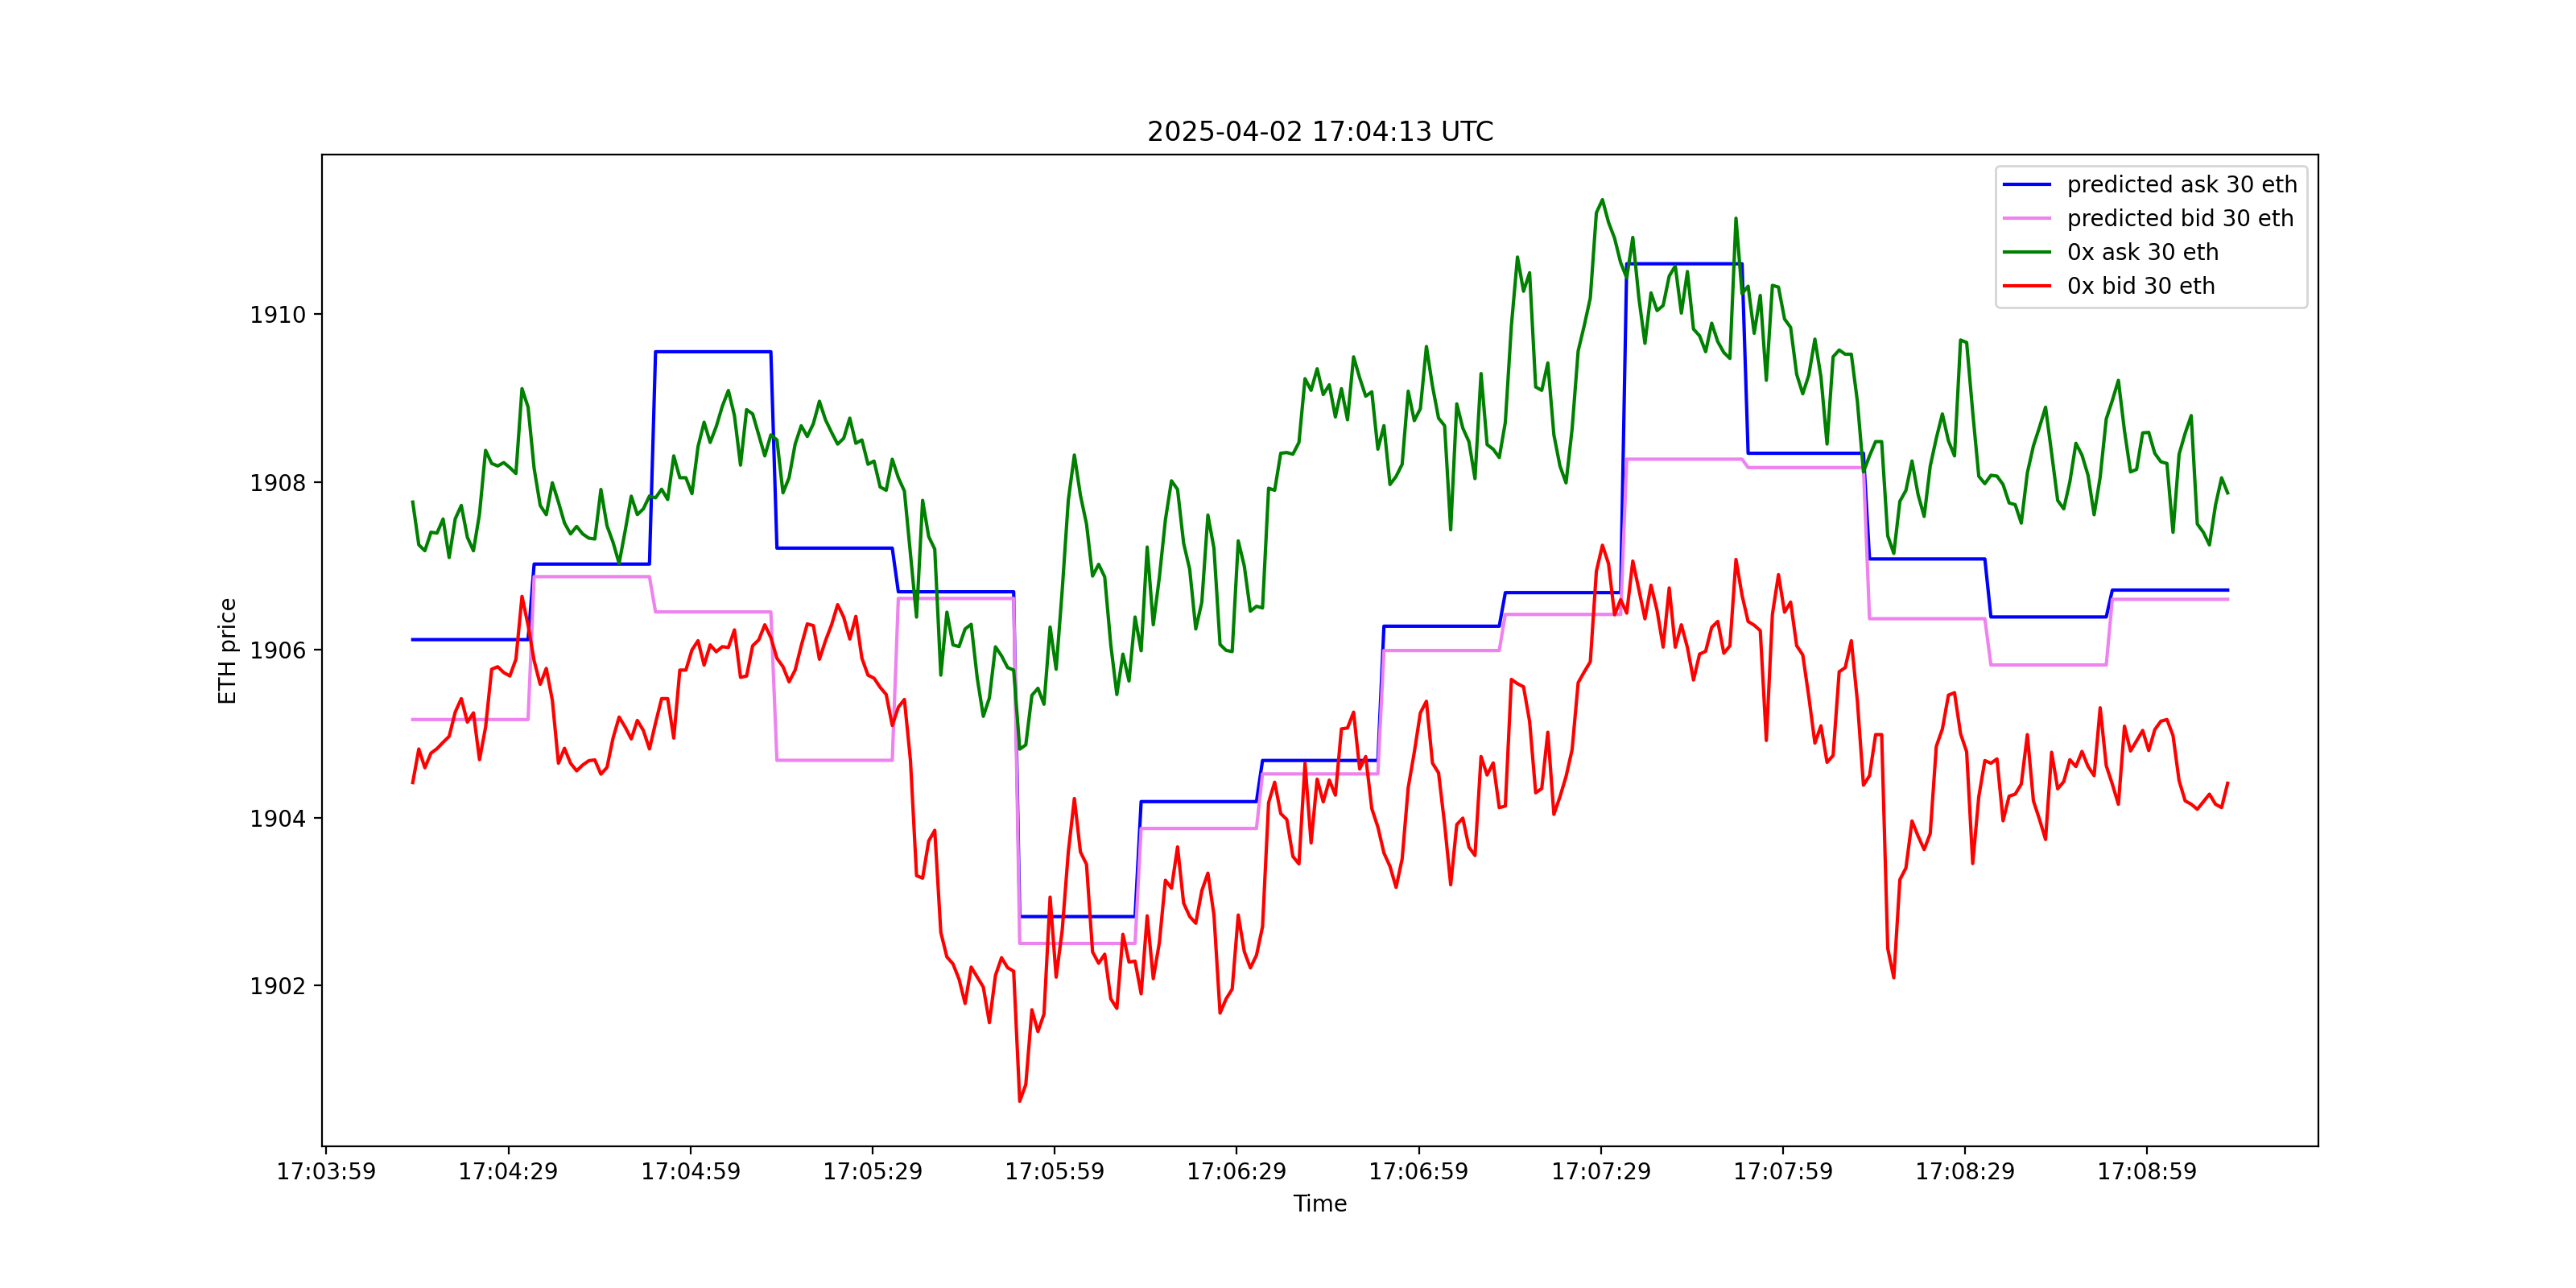 2025-04-02 17:04:13 UTC
predicted ask 30 eth
predicted bid 30 eth
0x ask 30 eth
0x bid 30 eth
ETH price
1910
1908
1906
1904
1902
17:03:59 17:04:29 17:04:59 17:05:29 17:05:59 17:06:29 17:06:59 17:07:29 17:07:59 17:08:29 17:08:59
Time